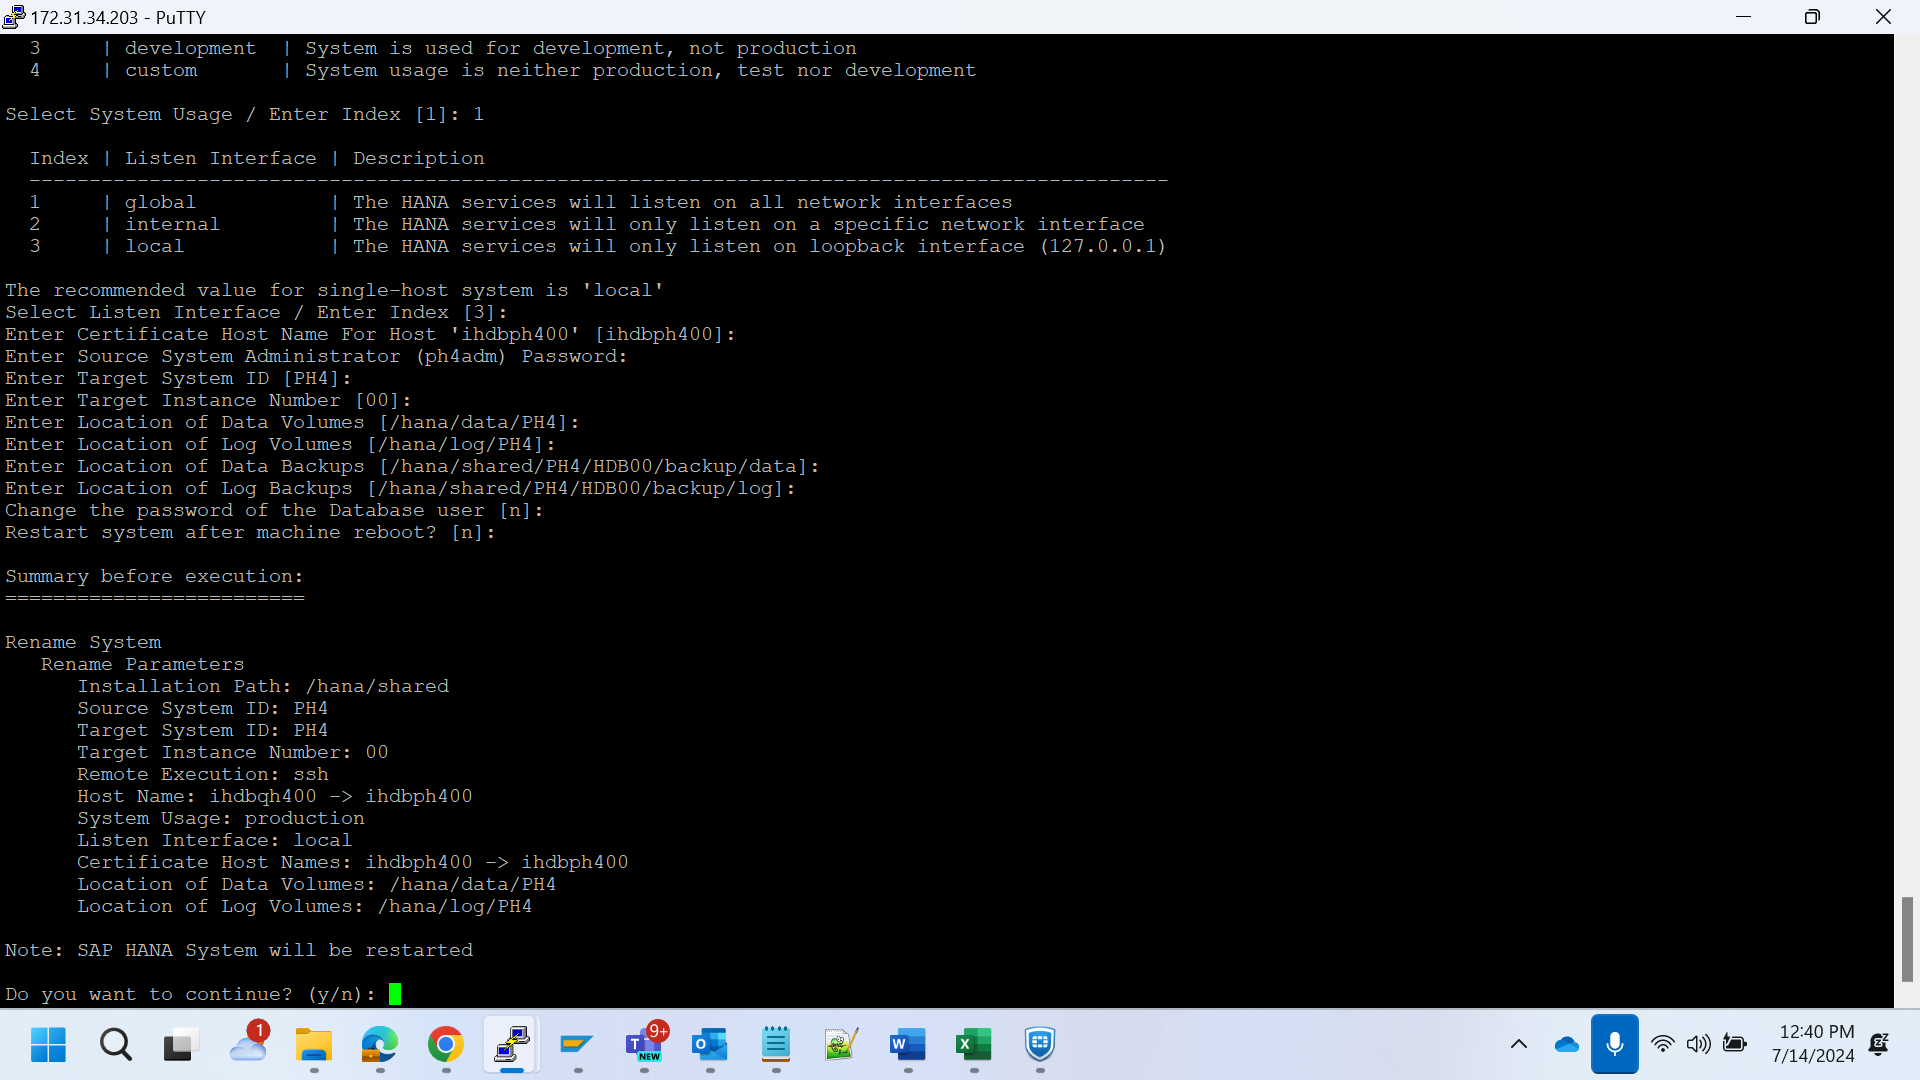 172.31.34.203 - PuTTY
3     | development  | System is used for development, not production
4     | custom       | System usage is neither production, test nor development
Select System Usage / Enter Index [1]: 1
Index | Listen Interface | Description
-----------------------------------------------------------------------------------------------
1     | global           | The HANA services will listen on all network interfaces
2     | internal         | The HANA services will only listen on a specific network interface
3     | local            | The HANA services will only listen on loopback interface (127.0.0.1)
The recommended value for single-host system is 'local'
Select Listen Interface / Enter Index [3]:
Enter Certificate Host Name For Host 'ihdbph400' [ihdbph400]:
Enter Source System Administrator (ph4adm) Password:
Enter Target System ID [PH4]:
Enter Target Instance Number [00]:
Enter Location of Data Volumes [/hana/data/PH4]:
Enter Location of Log Volumes [/hana/log/PH4]:
Enter Location of Data Backups [/hana/shared/PH4/HDB00/backup/data]:
Enter Location of Log Backups [/hana/shared/PH4/HDB00/backup/log]:
Change the password of the Database user [n]:
Restart system after machine reboot? [n]:
Summary before execution:
=========================
Rename System
Rename Parameters
Installation Path: /hana/shared
Source System ID: PH4
Target System ID: PH4
Target Instance Number: 00
Remote Execution: ssh
Host Name: ihdbqh400 -> ihdbph400
System Usage: production
Listen Interface: local
Certificate Host Names: ihdbph400 -> ihdbph400
Location of Data Volumes: /hana/data/PH4
Location of Log Volumes: /hana/log/PH4
Note: SAP HANA System will be restarted
Do you want to continue? (y/n):
1
9+
NEW
12:40 PM
7/14/2024